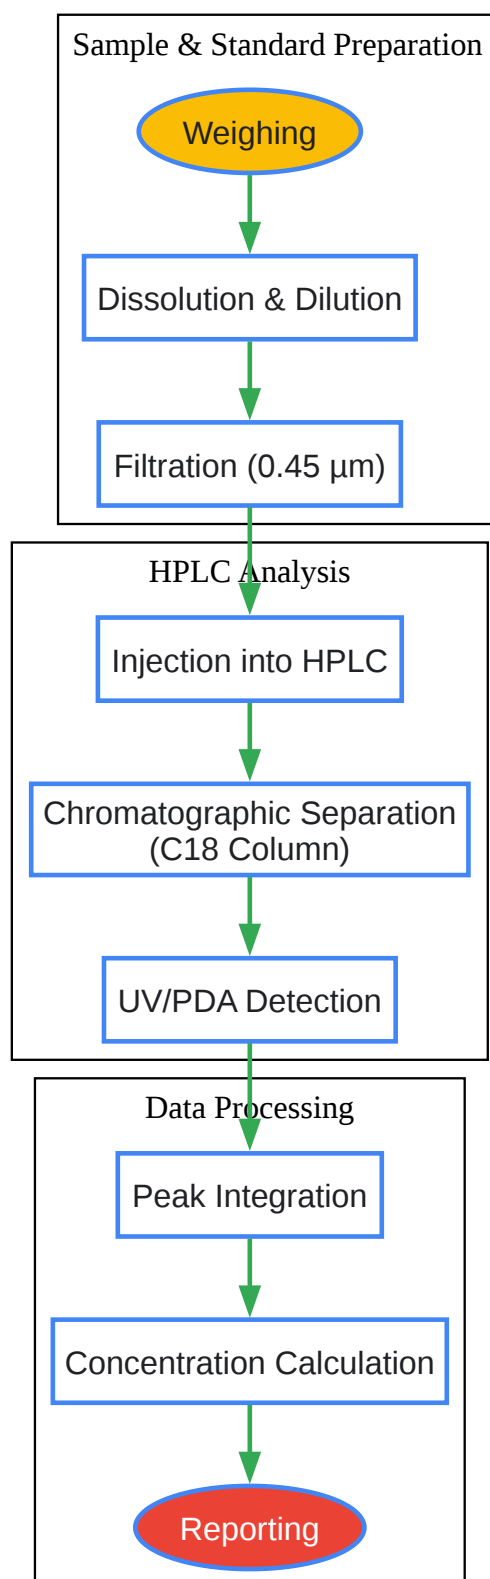 Sample & Standard Preparation
Weighing
Dissolution & Dilution
Filtration (0.45 µm)
HPLC Analysis
Injection into HPLC
Chromatographic Separation
(C18 Column)
UV/PDA Detection
Data Processing
Peak Integration
Concentration Calculation
Reporting